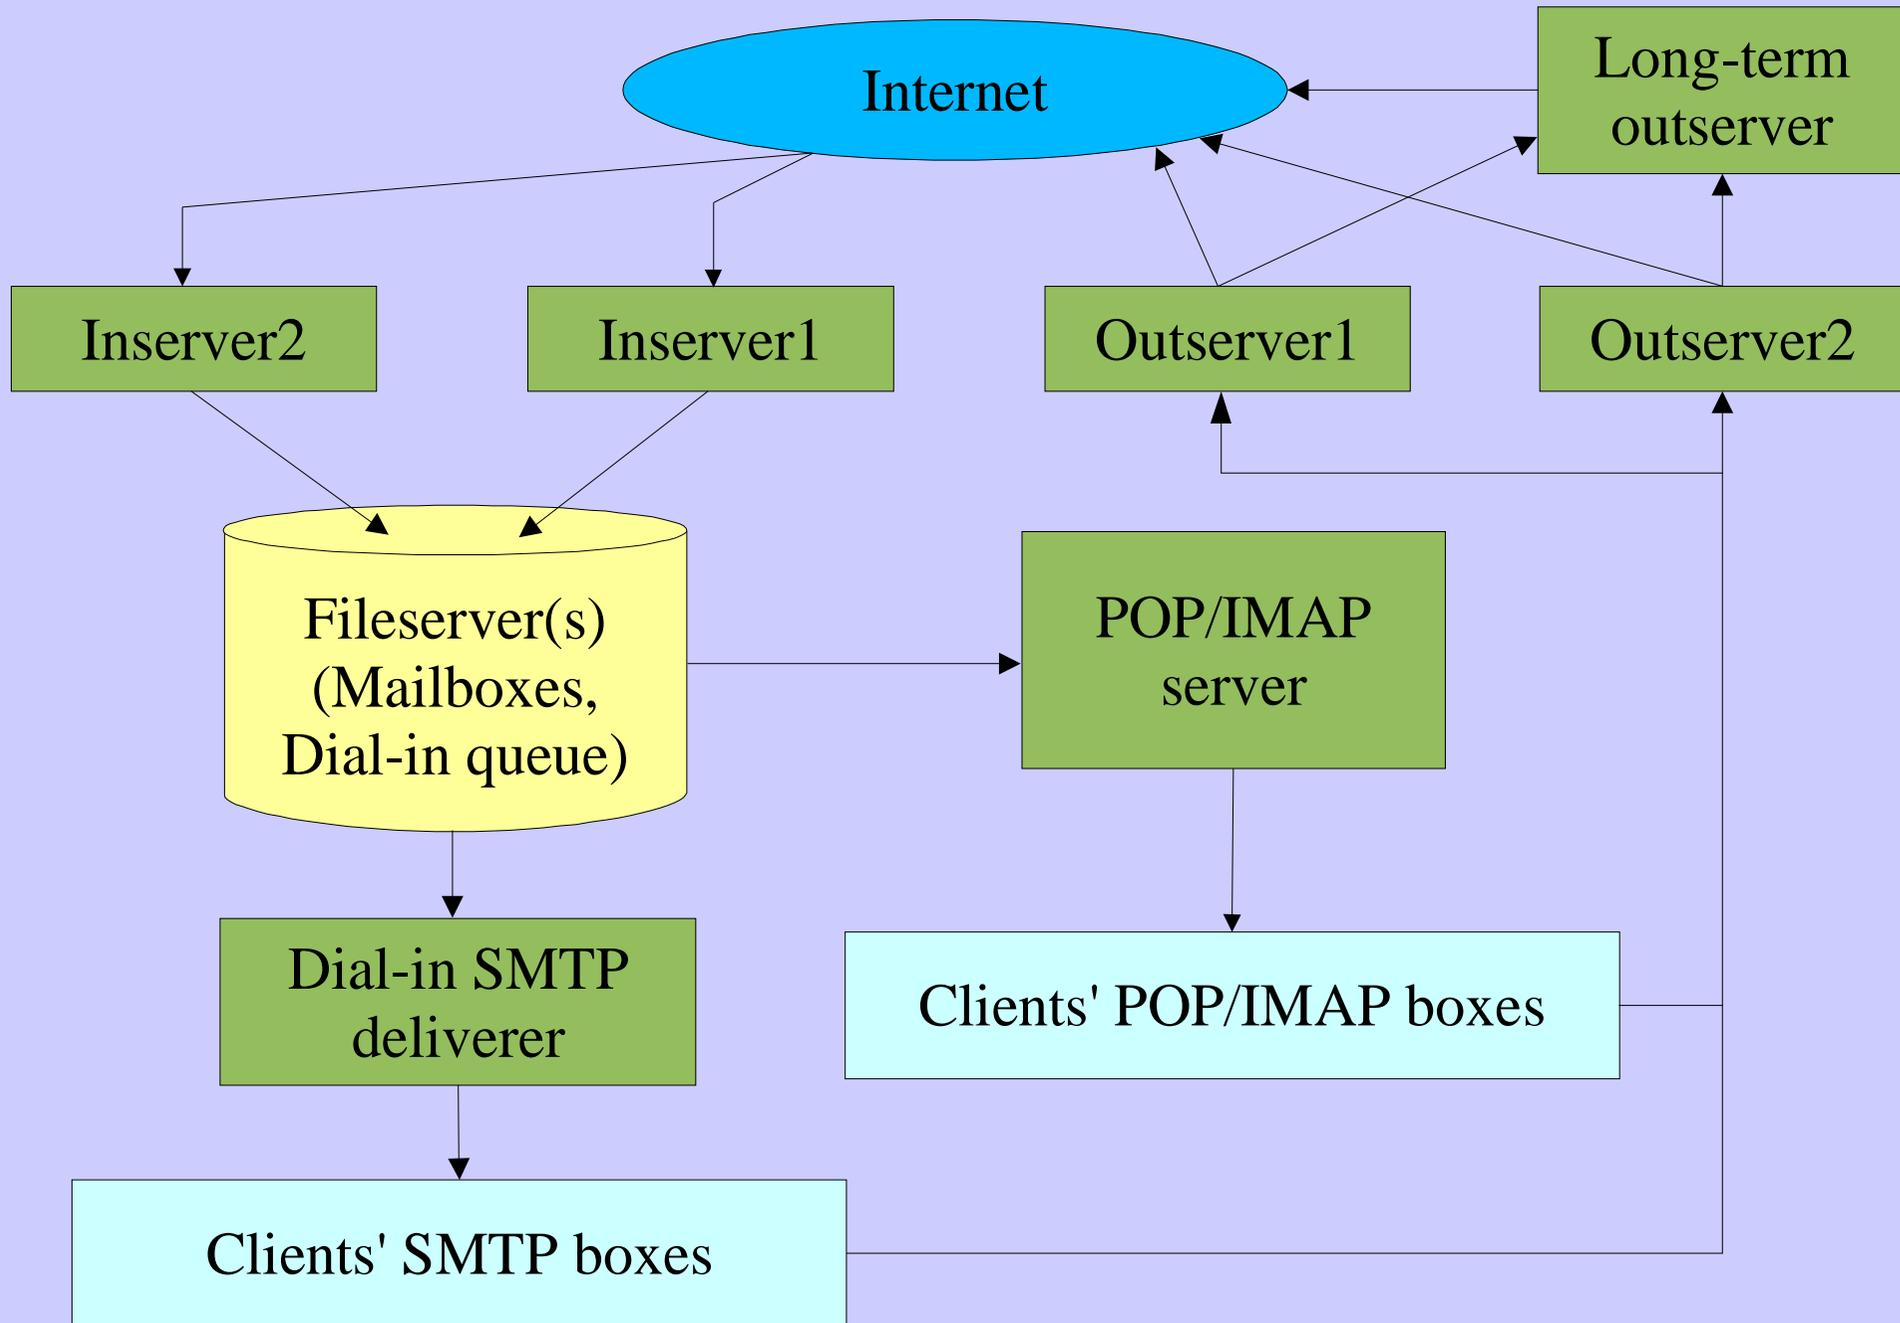 Internet
Long-term
outserver
Inserver2
Inserver1
Outserver1
Outserver2
Fileserver(s)
(Mailboxes,
Dial-in queue)
POP/IMAP
server
Dial-in SMTP
deliverer
Clients' POP/IMAP boxes
Clients' SMTP boxes